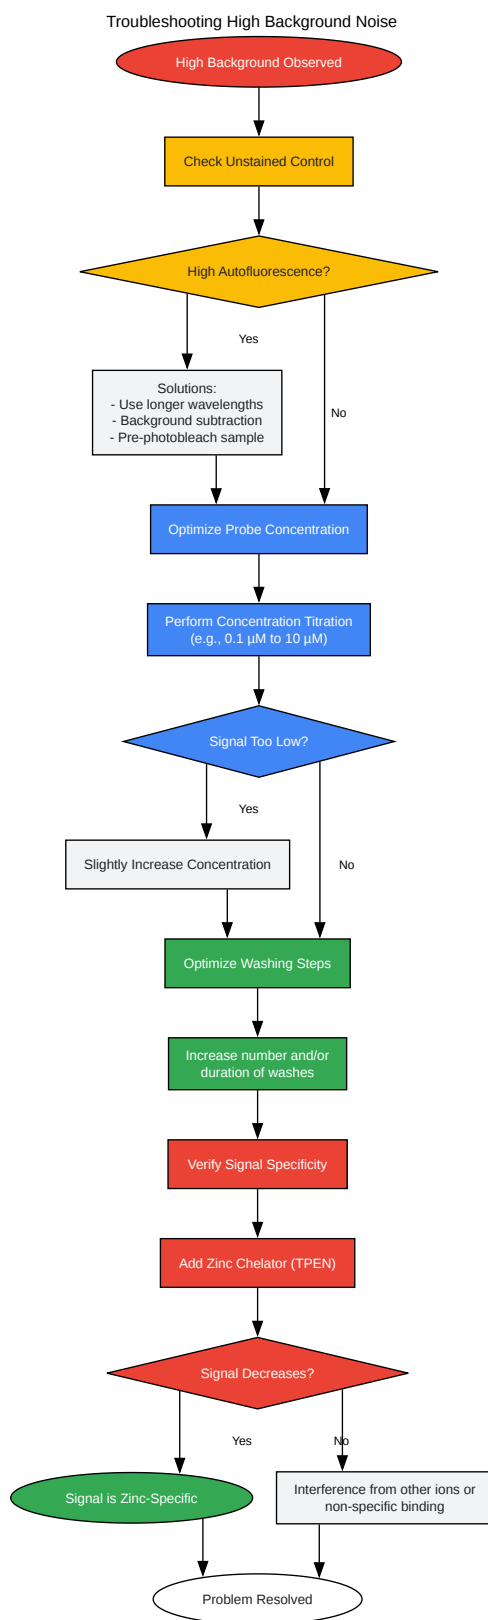 Troubleshooting High Background Noise
High Background Observed
Check Unstained Control
High Autofluorescence?
Yes
Solutions:
- Use longer wavelengths
- Background subtraction
- Pre-photobleach sample
No
Optimize Probe Concentration
Perform Concentration Titration
(e.g., 0.1 µM to 10 µM)
Signal Too Low?
Yes
Slightly Increase Concentration
No
Optimize Washing Steps
Increase number and/or
duration of washes
Verify Signal Specificity
Add Zinc Chelator (TPEN)
Signal Decreases?
Yes
No
Signal is Zinc-Specific
Interference from other ions or
non-specific binding
Problem Resolved